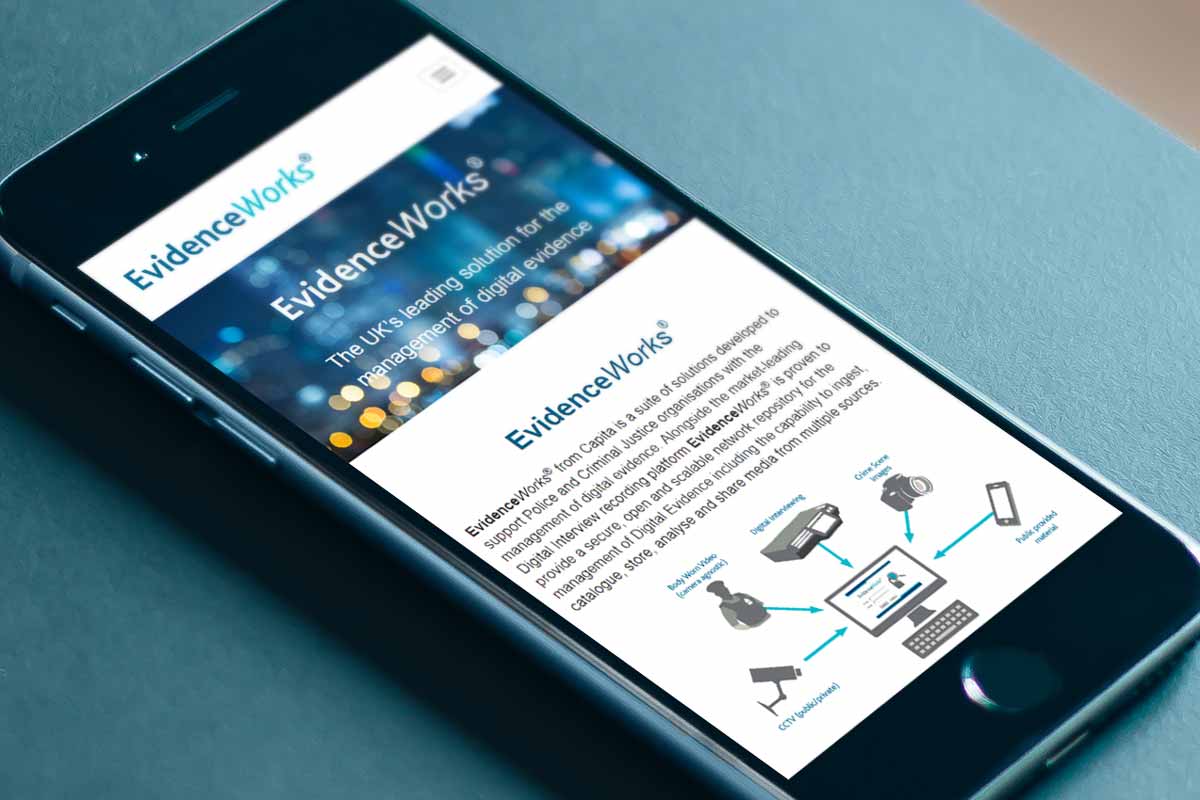 EvidenceWorks®
EvidenceWorks®
The UK's leading solution for the
management of digital evidence
EvidenceWorks®
EvidenceWorks® from Capita is a suite of solutions developed to
support Police and Criminal Justice organisations with the
management of digital evidence. Alongside the market-leading
Digital Interview recording platform EvidenceWorks® is proven to
provide a secure, open and scalable network repository for the
management of Digital Evidence including the capability to ingest,
catalogue, store, analyse and share media from multiple sources.
Crime Scene
images
Digital Interviewing
Public provided
material
Body Worn Video
(camera agnostic)
CCTV (public/private)